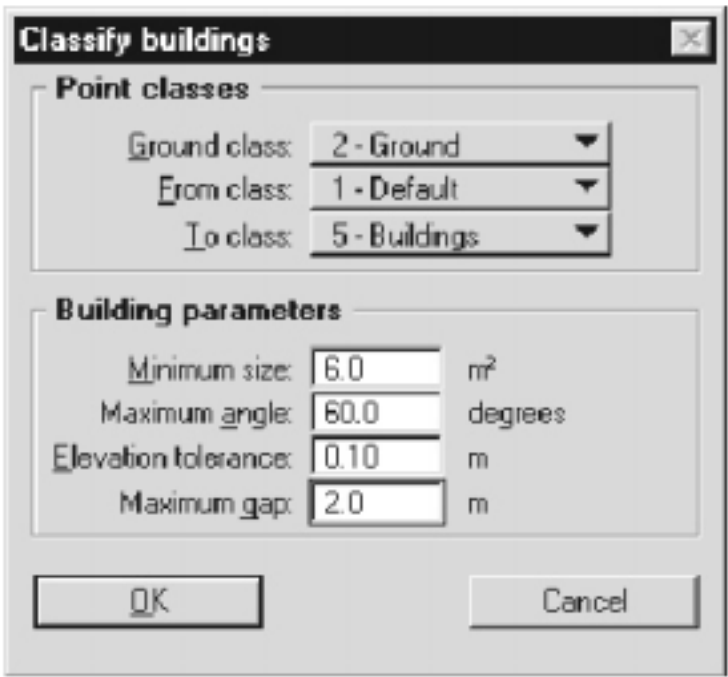 Classify buildings
Point classes
Ground class: 2 - Ground
From class: 1 - Default
To class: 5 - Buildings
Building parameters
Minimum size: 6.0 m²
Maximum angle: 60.0 degrees
Elevation tolerance: 0.10 m
Maximum gap: 2.0 m
OK Cancel